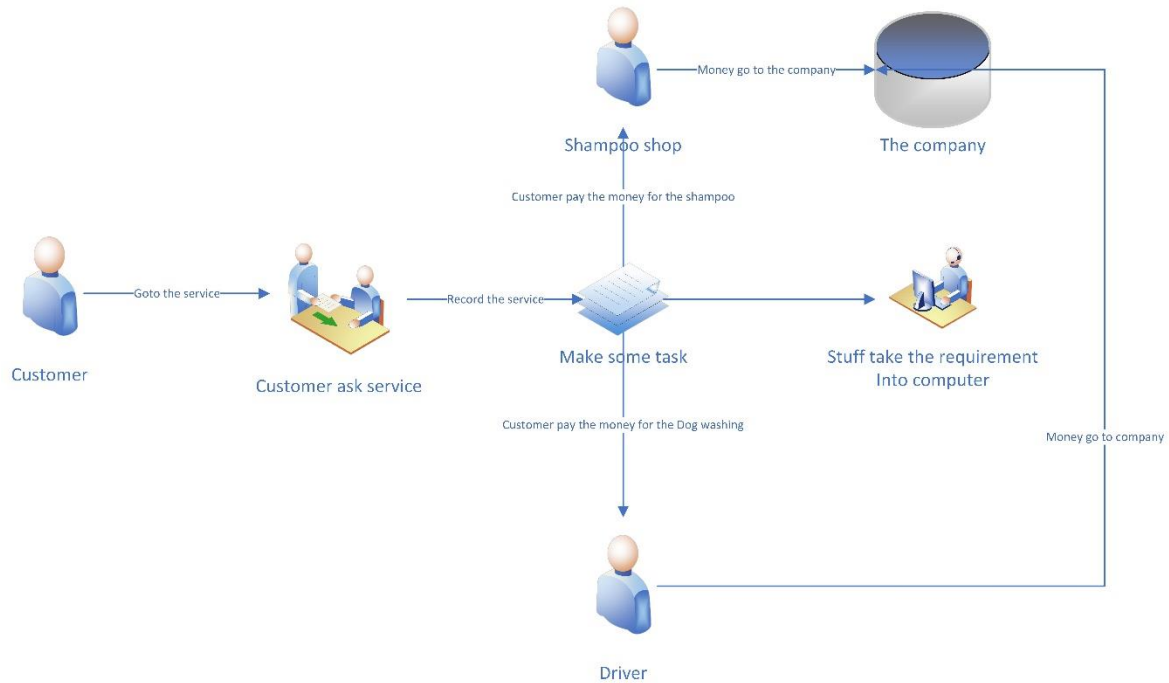 Money go to the company
Shampoo shop
The company
Customer pay the money for the shampoo
Goto the service
Record the service
Make some task
Stuff take the requirement
Into computer
Customer
Customer ask service
Customer pay the money for the Dog washing
Money go to company
Driver